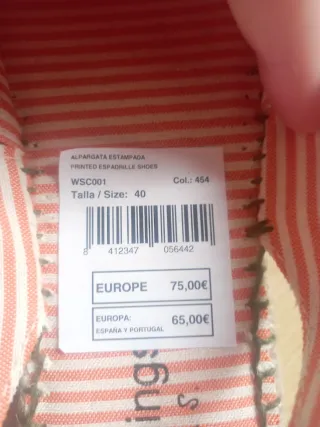 ALPARGATA ESTAMPADA
PRINTED ESPADRILLE SHOES
WSC001 Col.: 454
Talla / Size: 40
8 412347 056442
EUROPE 75,00€
EUROPA: 65,00€
ESPAÑA Y PORTUGAL